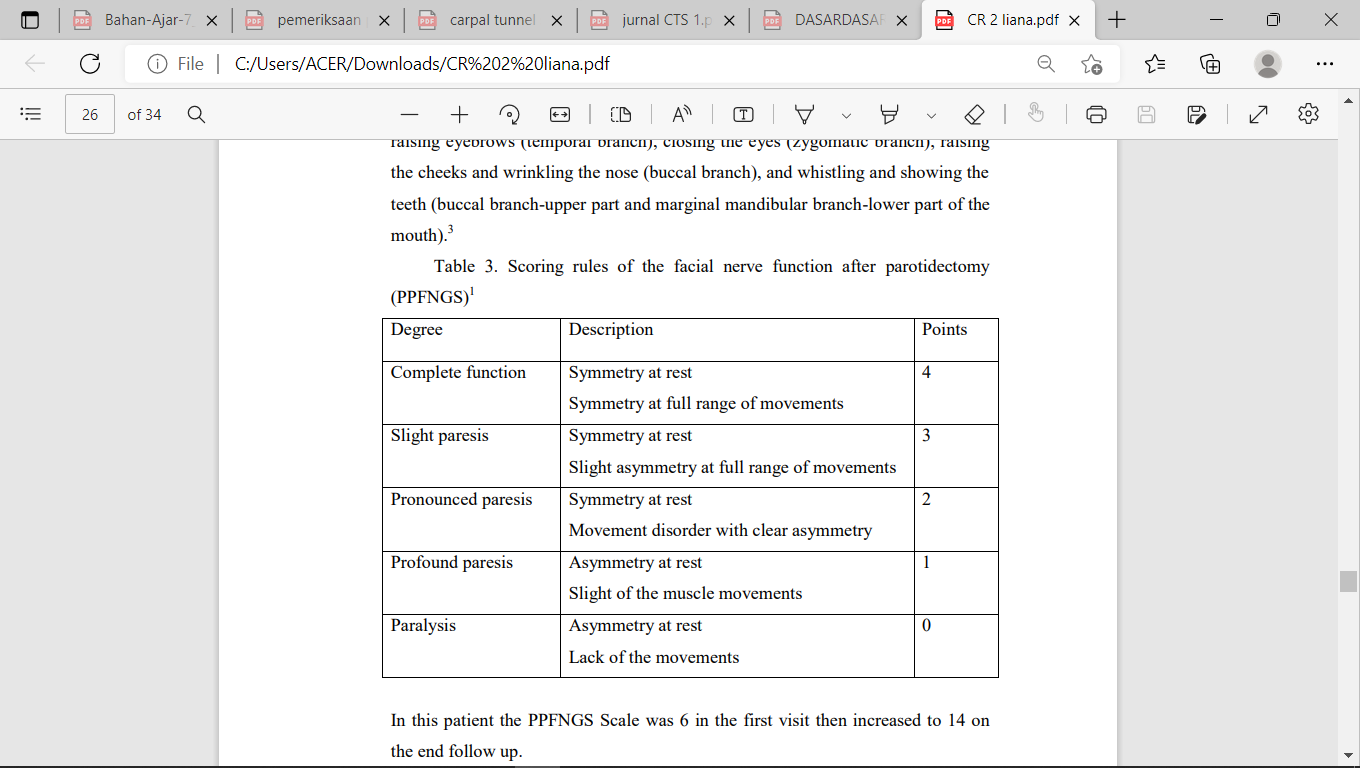 Bahan-Ajar-7_
pemeriksaan
carpal tunnel
jurnal CTS 1.p
DASARDASAR
CR 2 liana.pdf
File
C:/Users/ACER/Downloads/CR%202%20liana.pdf
26 of 34
raising eyebrows (temporal branch), closing the eyes (zygomatic branch), raising
the cheeks and wrinkling the nose (buccal branch), and whistling and showing the
teeth (buccal branch-upper part and marginal mandibular branch-lower part of the
mouth).3
Table 3. Scoring rules of the facial nerve function after parotidectomy
(PPFNGS)1
Degree Description Points
Complete function Symmetry at rest 4
Symmetry at full range of movements
Slight paresis Symmetry at rest 3
Slight asymmetry at full range of movements
Pronounced paresis Symmetry at rest 2
Movement disorder with clear asymmetry
Profound paresis Asymmetry at rest 1
Slight of the muscle movements
Paralysis Asymmetry at rest 0
Lack of the movements
In this patient the PPFNGS Scale was 6 in the first visit then increased to 14 on
the end follow up.